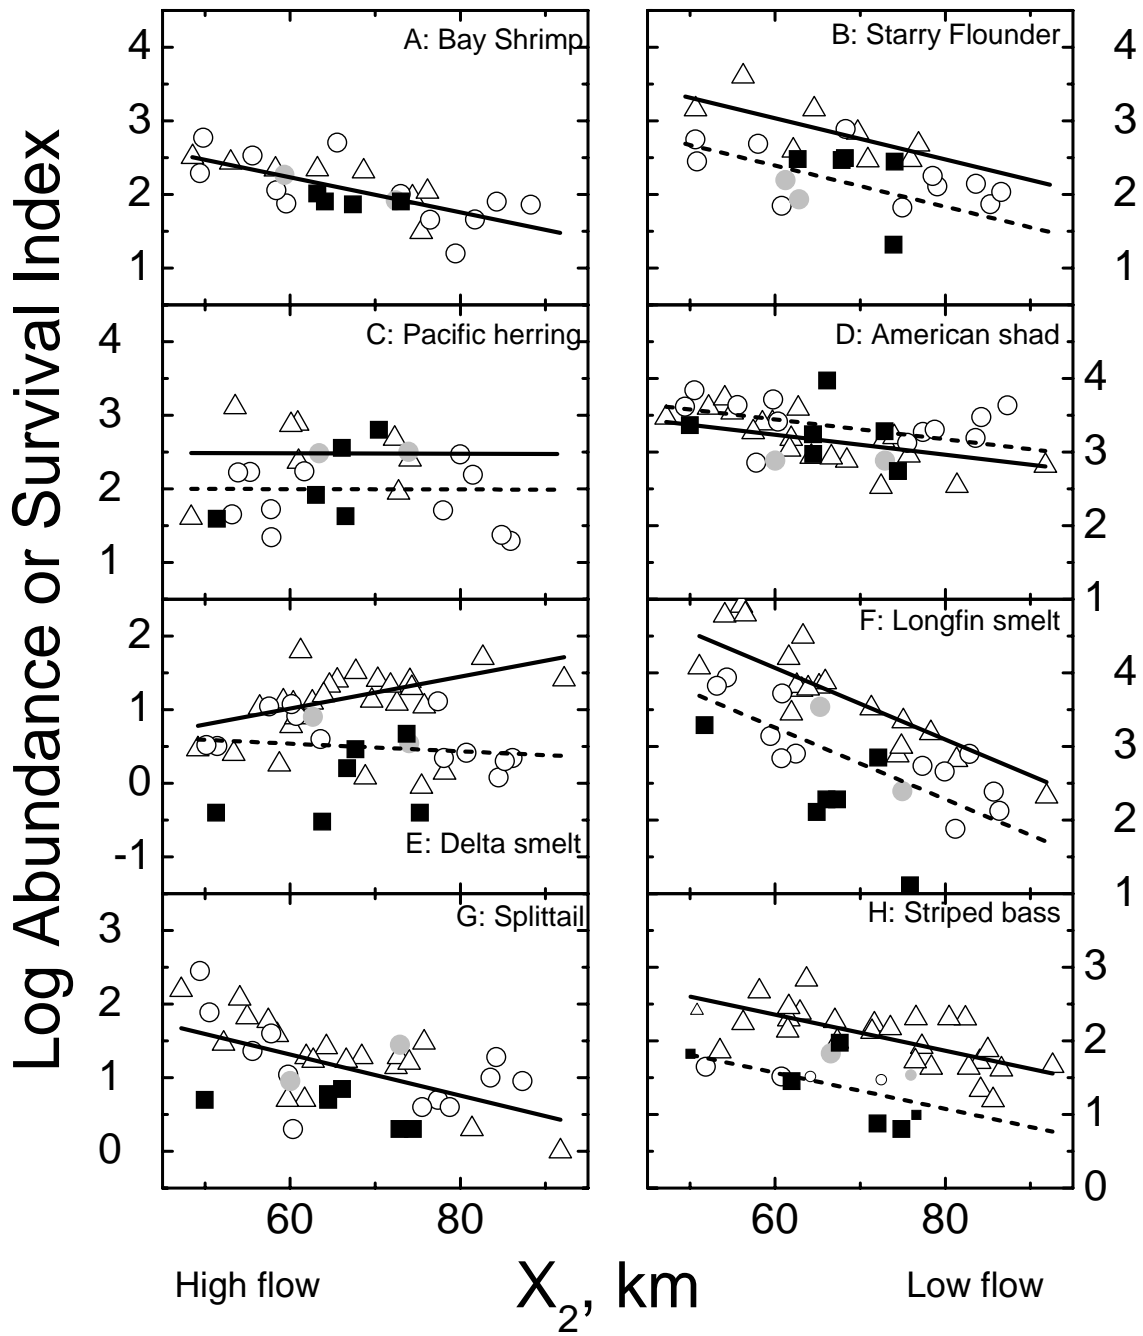 Log Abundance or Survival Index
A: Bay Shrimp
4
3
2
1
B: Starry Flounder
4
3
2
1
C: Pacific herring
4
3
2
1
D: American shad
4
3
2
1
E: Delta smelt
2
1
0
-1
F: Longfin smelt
4
3
2
1
G: Splittail
3
2
1
0
H: Striped bass
3
2
1
0
60 80 60 80
High flow X2, km Low flow